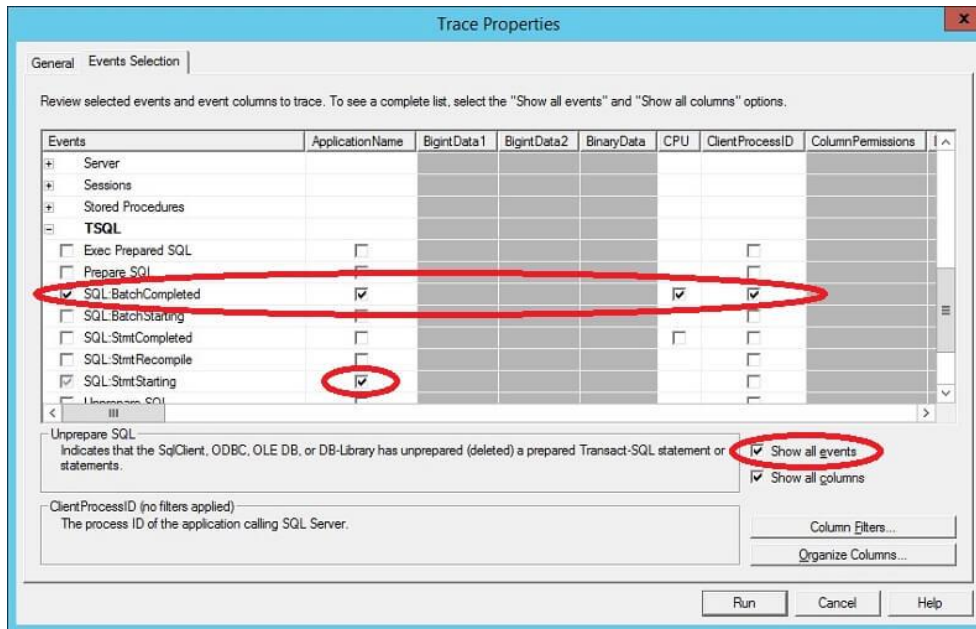 Trace Properties
x
General Events Selection
Review selected events and event columns to trace. To see a complete list, select the "Show all events" and "Show all columns" options.
Events ApplicationName BigintData1 BigintData2 BinaryData CPU ClientProcessID ColumnPermissions
Server
Sessions
Stored Procedures
TSQL
Exec Prepared SQL
Prepare SQL
SQL:BatchCompleted
SQL:BatchStarting
SQL:StmtCompleted
SQL:StmtRecompile
SQL:StmtStarting
Unprepare SQL
Unprepare SQL
Indicates that the SqlClient, ODBC, OLE DB, or DB-Library has unprepared (deleted) a prepared Transact-SQL statement or
statements.
Show all events
Show all columns
ClientProcessID (no filters applied)
The process ID of the application calling SQL Server.
Column Filters...
Organize Columns...
Run Cancel Help